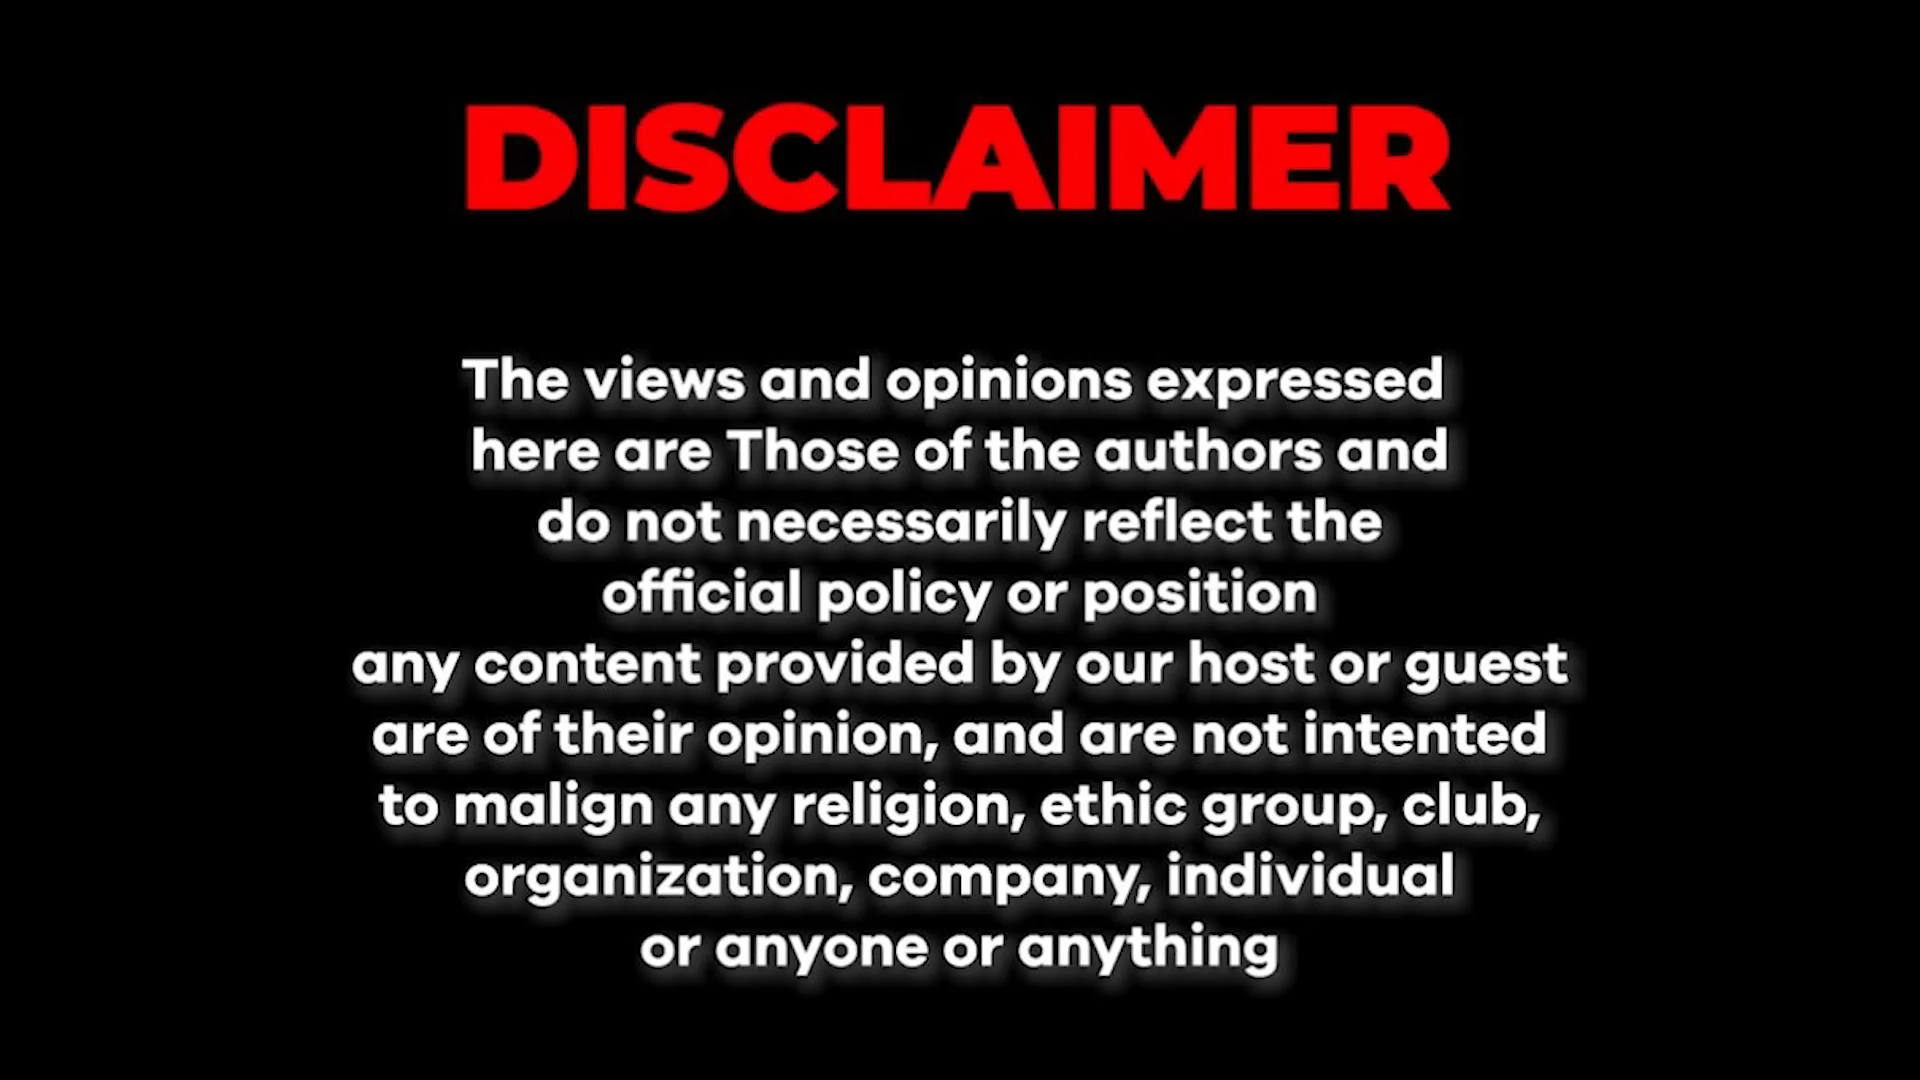 DISCLAIMER
The views and opinions expressed
here are Those of the authors and
do not necessarily reflect the
official policy or position
any content provided by our host or guest
are of their opinion, and are not intented
to malign any religion, ethic group, club,
organization, company, individual
or anyone or anything